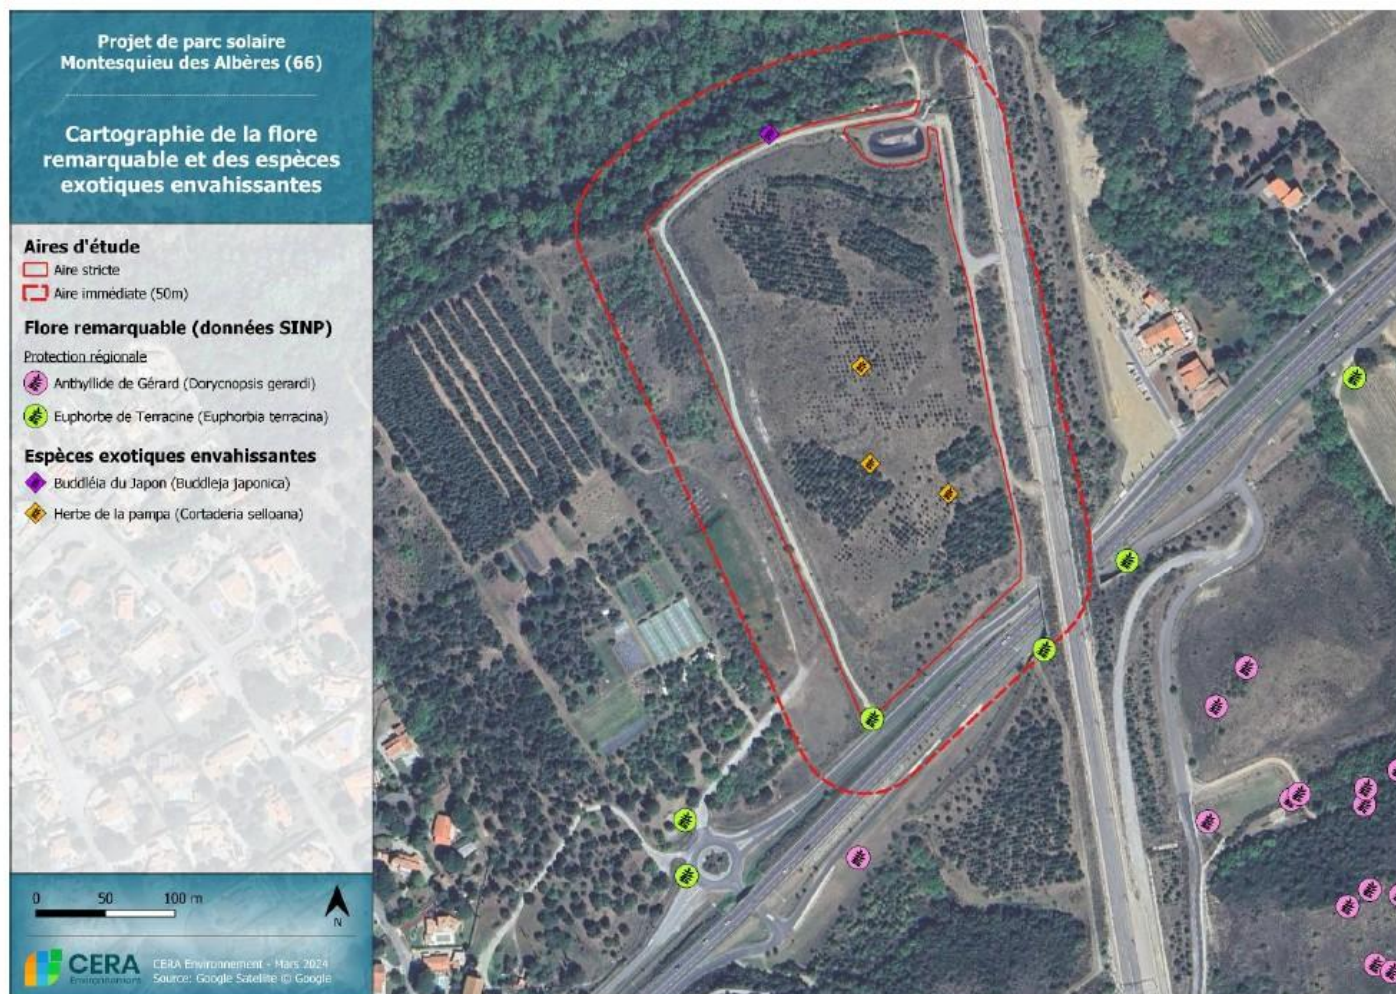 Projet de parc solaire
Montesquieu des Albères (66)
Cartographie de la flore
remarquable et des espèces
exotiques envahissantes
Aires d'étude
Aire stricte
Aire immédiate (50m)
Flore remarquable (données SINP)
Protection régionale
Anthyllide de Gérard (Dorycnopsis gerardi)
Euphorbe de Terracine (Euphorbia terracina)
Espèces exotiques envahissantes
Buddléia du Japon (Buddleja japonica)
Herbe de la pampa (Cortaderia selloana)
0 50 100 m
N
CERA
Environnement
CERA Environnement - Mars 2024
Source: Google Satellite © Google